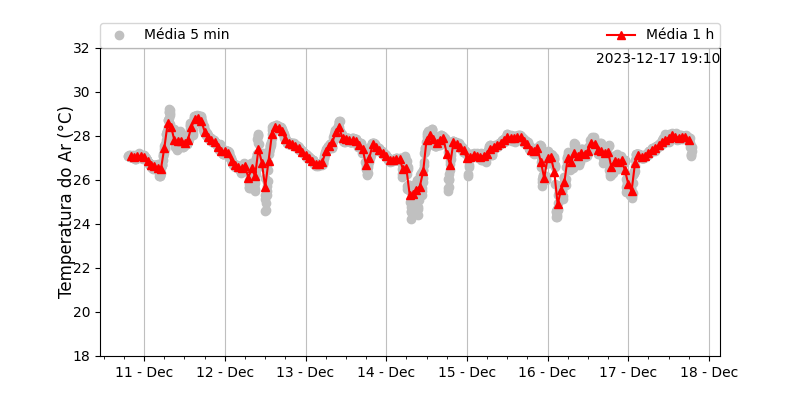 Média 5 min
Média 1 h
2023-12-17 19:10
Temperatura do Ar (°C)
32
30
28
26
24
22
20
18
11 - Dec
12 - Dec
13 - Dec
14 - Dec
15 - Dec
16 - Dec
17 - Dec
18 - Dec